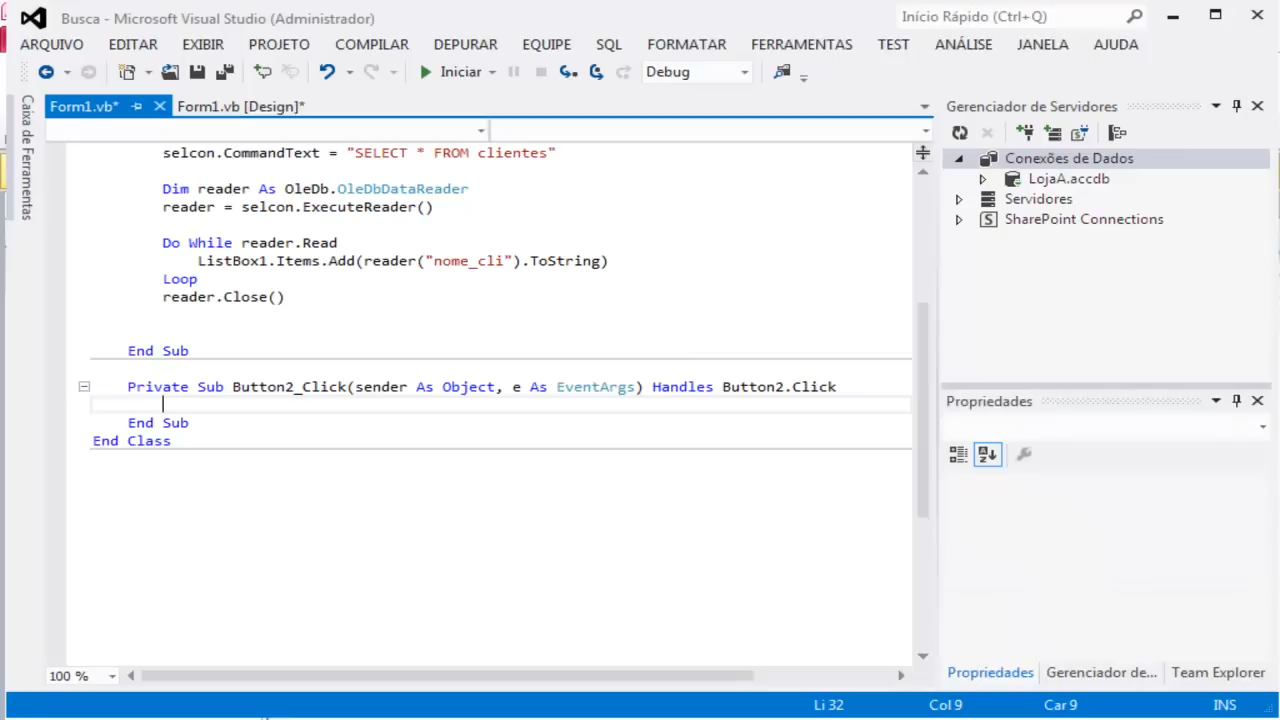 Busca - Microsoft Visual Studio (Administrador)
Início Rápido (Ctrl+Q)
ARQUIVO EDITAR EXIBIR PROJETO COMPILAR DEPURAR EQUIPE SQL FORMATAR FERRAMENTAS TEST ANÁLISE JANELA AJUDA
Iniciar Debug
Caixa de Ferramentas
Form1.vb* Form1.vb [Design]*
selcon.CommandText = "SELECT * FROM clientes"
Dim reader As OleDb.OleDbDataReader
reader = selcon.ExecuteReader()
Do While reader.Read
ListBox1.Items.Add(reader("nome_cli").ToString)
Loop
reader.Close()
End Sub
Private Sub Button2_Click(sender As Object, e As EventArgs) Handles Button2.Click
End Sub
End Class
100 %
Gerenciador de Servidores
Conexões de Dados
LojaA.accdb
Servidores
SharePoint Connections
Propriedades
Propriedades Gerenciador de... Team Explorer
Li 32 Col 9 Car 9 INS